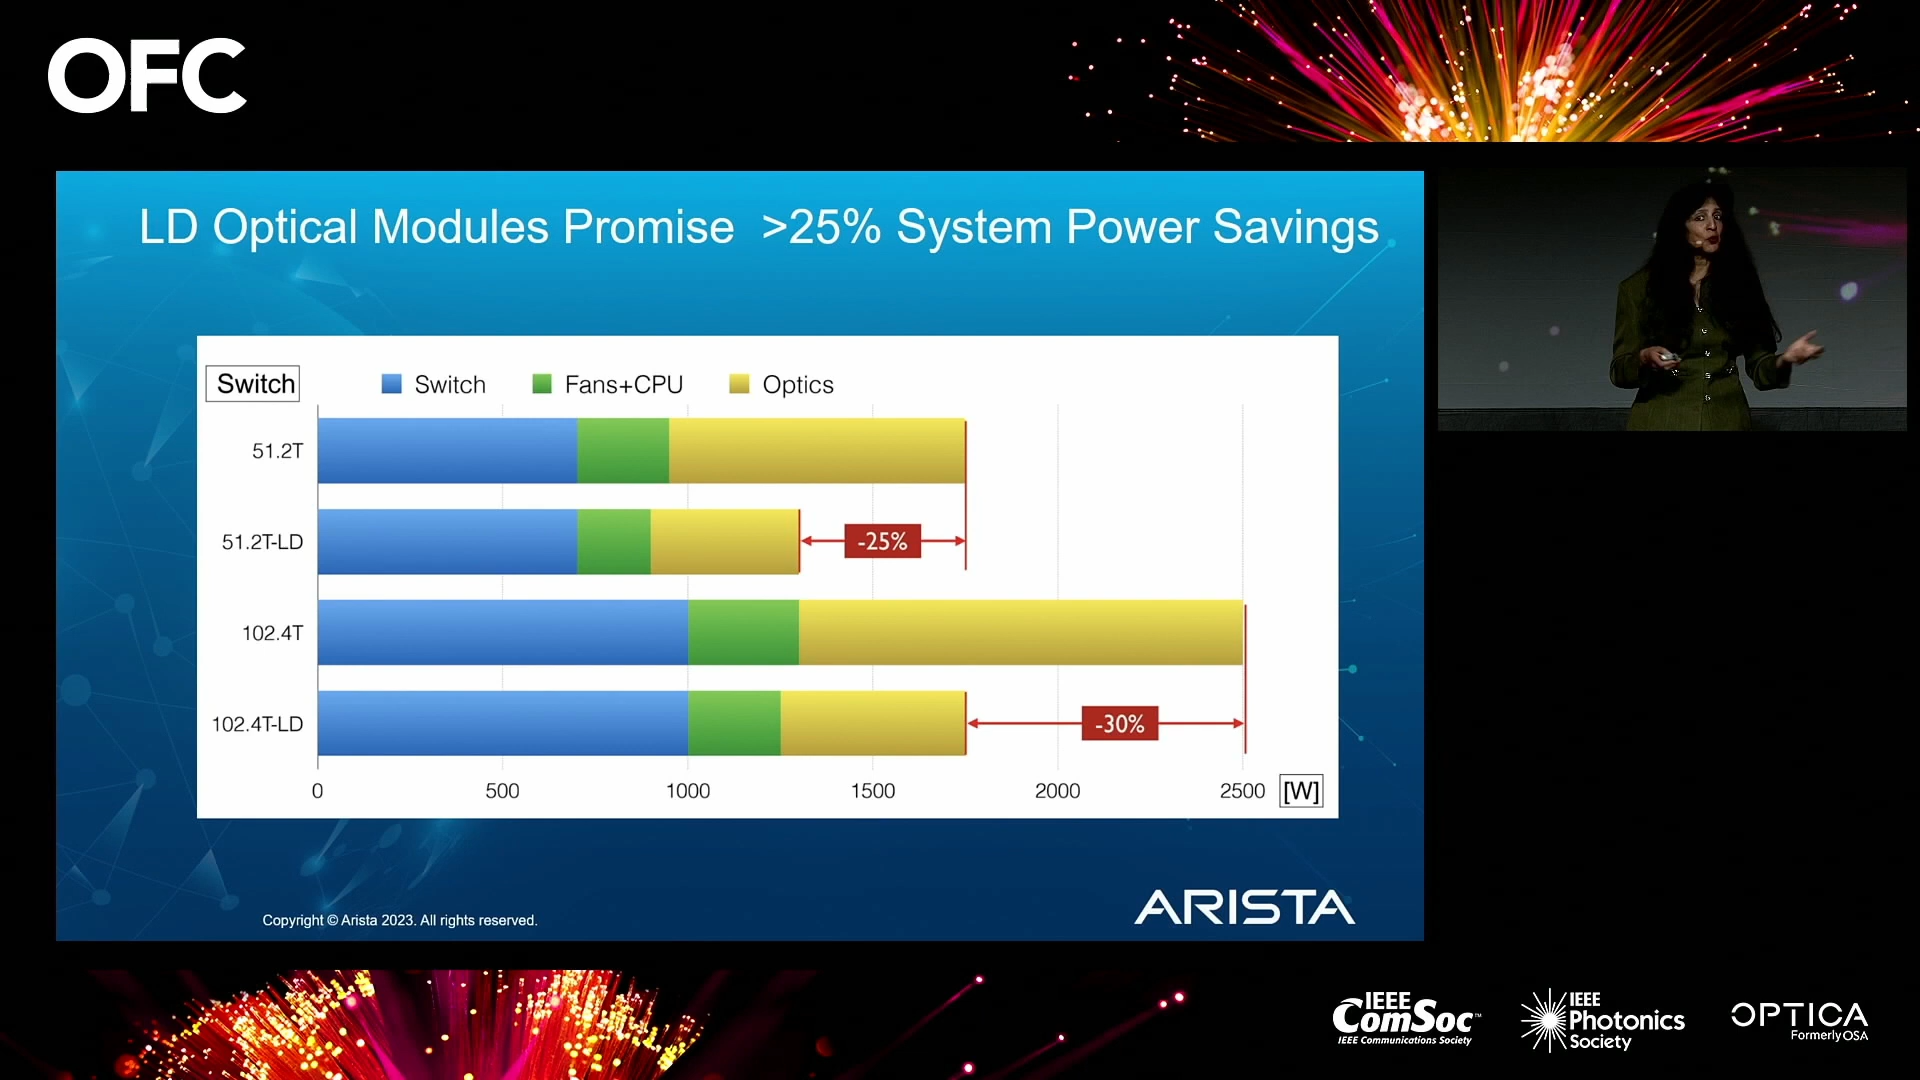 OFC
LD Optical Modules Promise >25% System Power Savings
Switch
Switch
Fans+CPU
Optics
51.2T
51.2T-LD
-25%
102.4T
102.4T-LD
-30%
0 500 1000 1500 2000 2500 [W]
Copyright © Arista 2023. All rights reserved.
ARISTA
IEEE
ComSoc™
IEEE Communications Society
IEEE
Photonics
Society
OPTICA
Formerly OSA